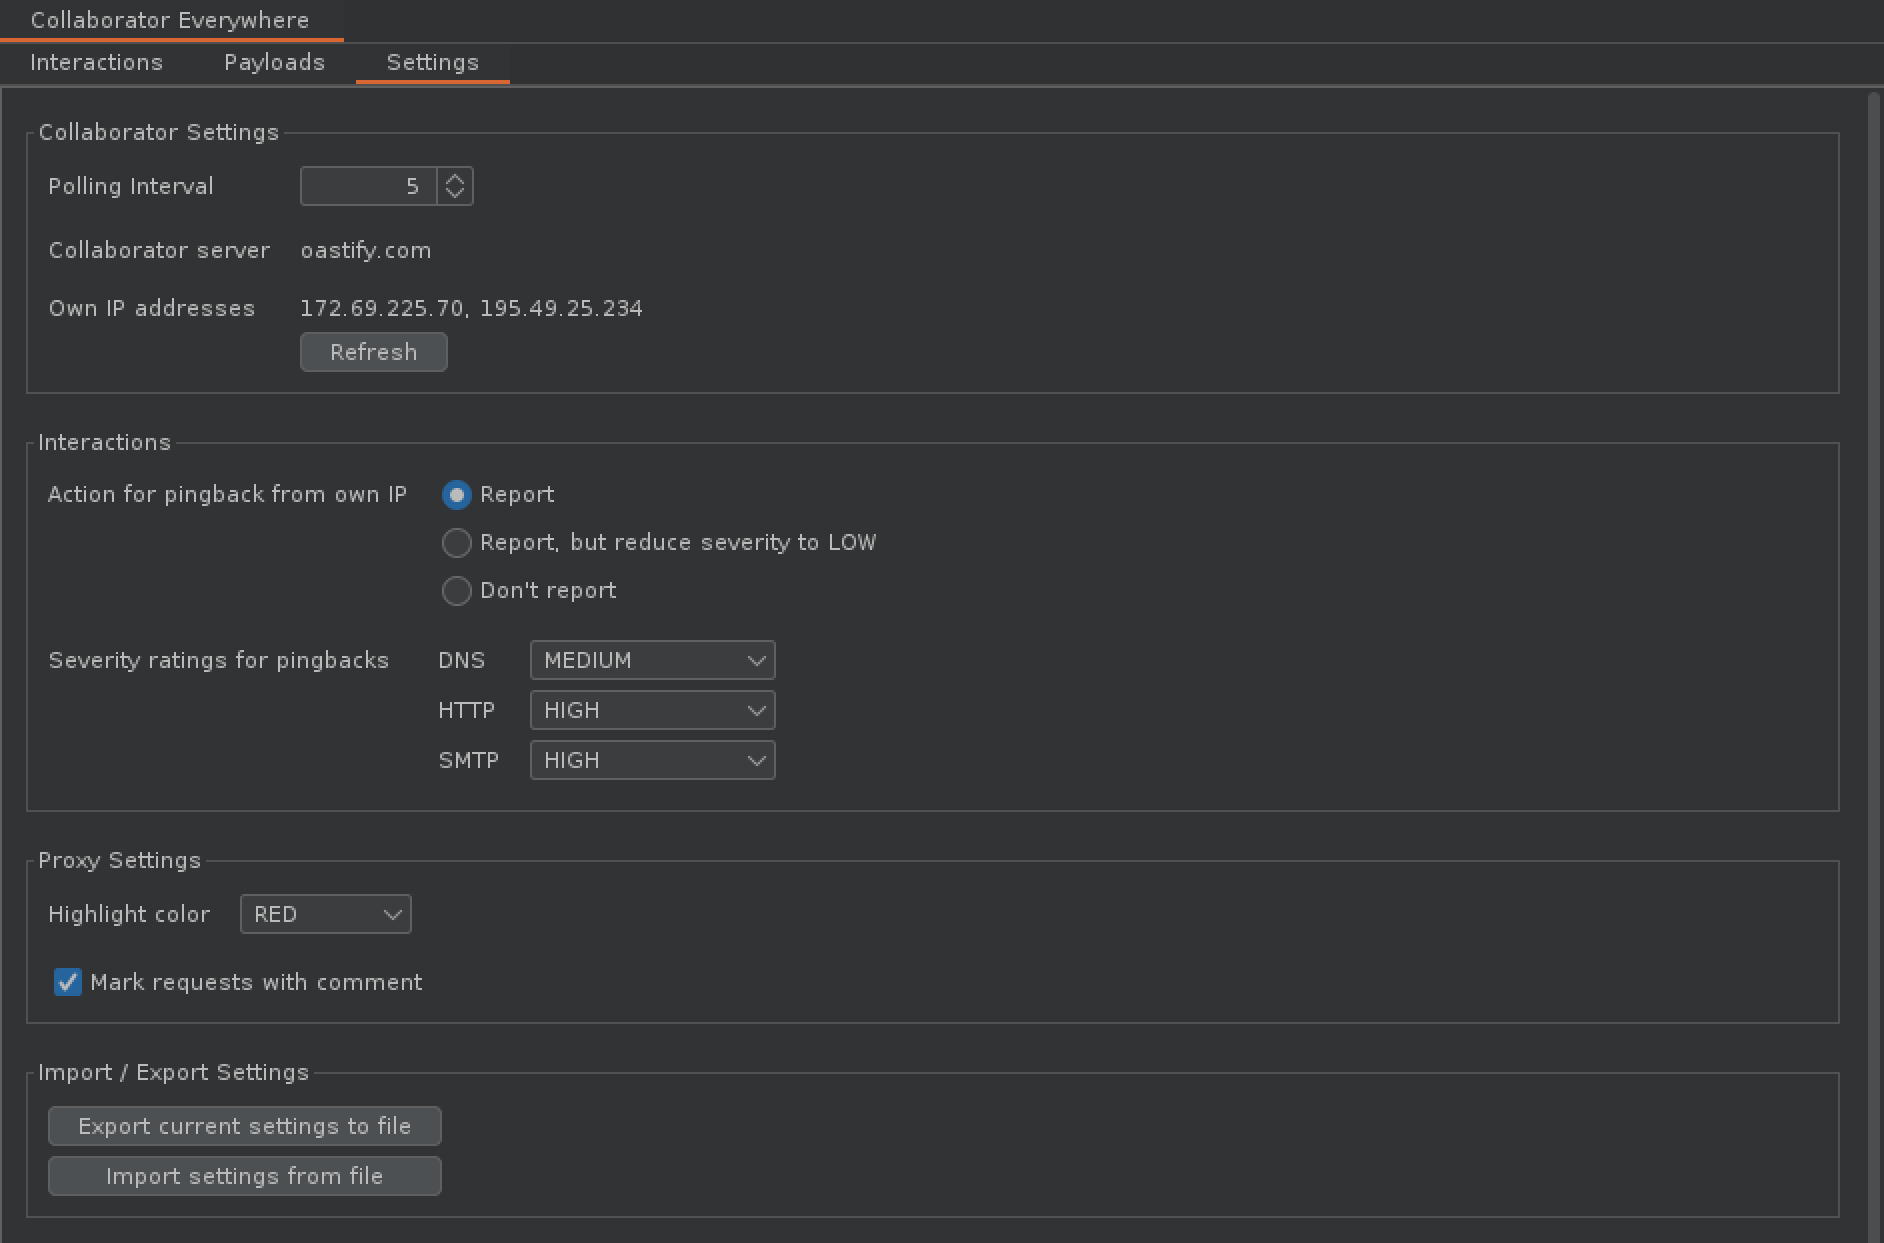 Collaborator Everywhere
Interactions Payloads Settings
Collaborator Settings
Polling Interval 5
Collaborator server oastify.com
Own IP addresses 172.69.225.70, 195.49.25.234
Refresh
Interactions
Action for pingback from own IP Report
Report, but reduce severity to LOW
Don't report
Severity ratings for pingbacks DNS MEDIUM
HTTP HIGH
SMTP HIGH
Proxy Settings
Highlight color RED
Mark requests with comment
Import / Export Settings
Export current settings to file
Import settings from file